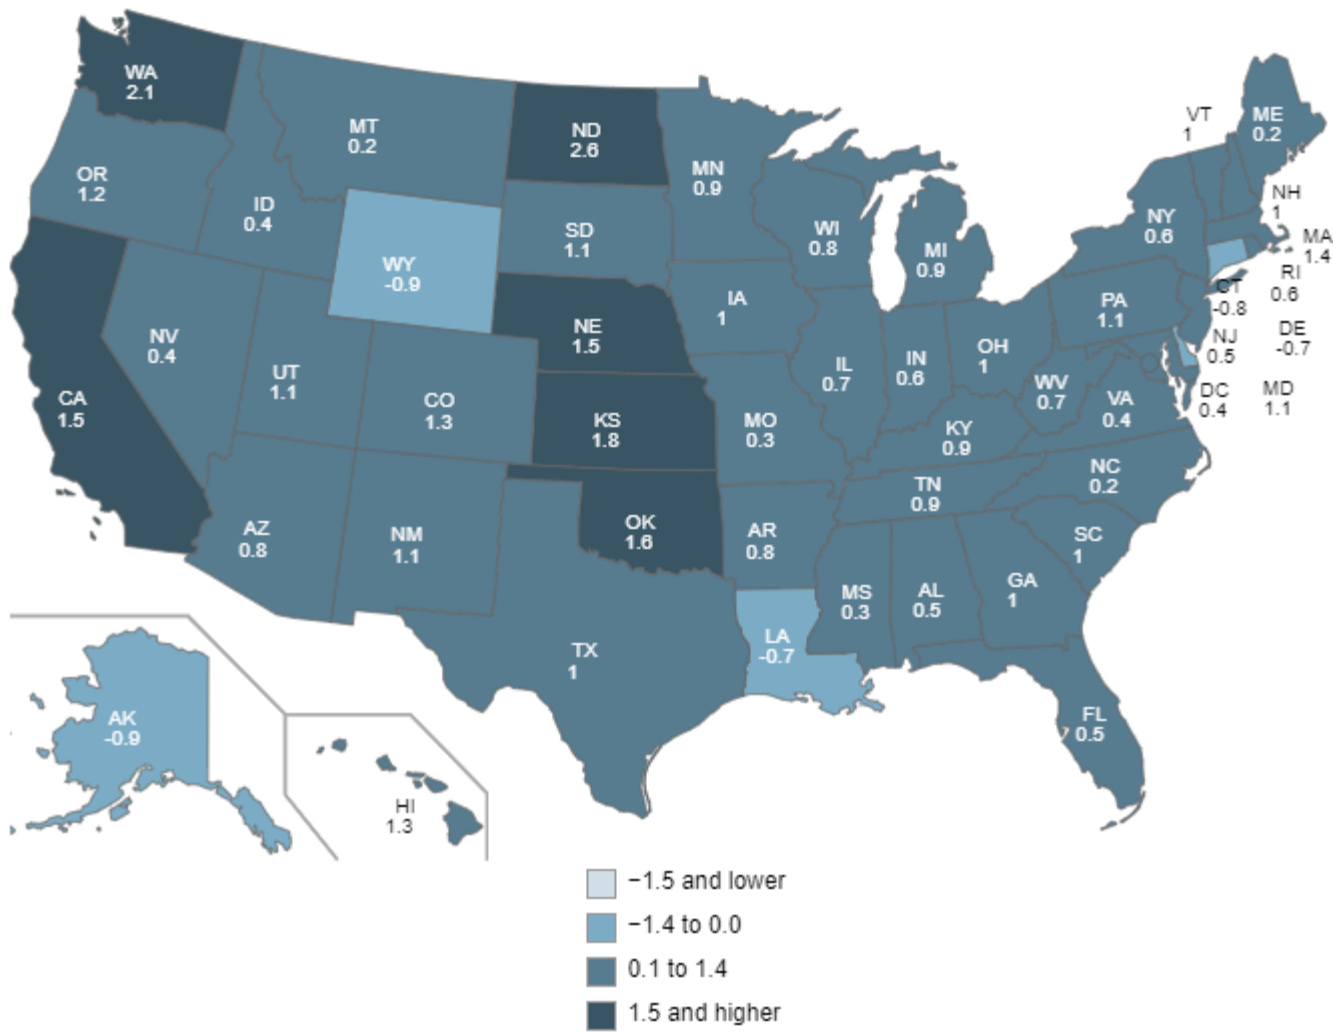 WA
2.1
OR
1.2
CA
1.5
NV
0.4
ID
0.4
MT
0.2
WY
-0.9
UT
1.1
CO
1.3
AZ
0.8
NM
1.1
ND
2.6
SD
1.1
NE
1.5
KS
1.8
OK
1.6
TX
1
MN
0.9
IA
1
MO
0.3
AR
0.8
LA
-0.7
WI
0.8
IL
0.7
MI
0.9
IN
0.6
OH
1
KY
0.9
TN
0.9
MS
0.3
AL
0.5
GA
1
FL
0.5
SC
1
NC
0.2
VA
0.4
WV
0.7
PA
1.1
NY
0.6
VT
1
ME
0.2
NH
1
MA
1.4
RI
0.6
CT
-0.8
NJ
0.5
DE
-0.7
DC
0.4
MD
1.1
AK
-0.9
HI
1.3
−1.5 and lower
−1.4 to 0.0
0.1 to 1.4
1.5 and higher